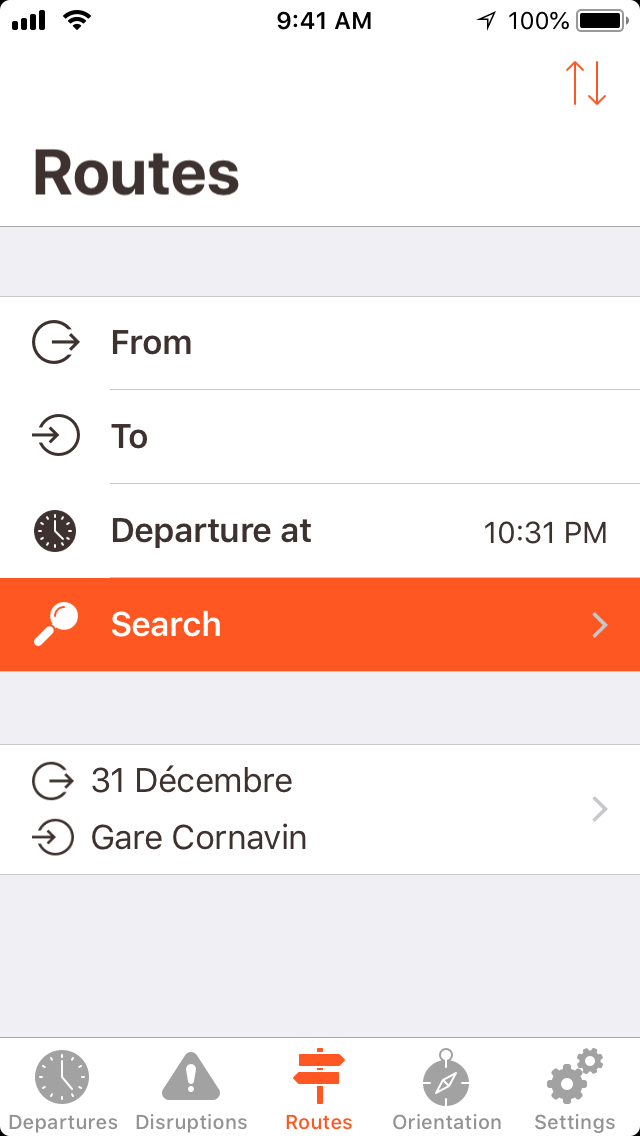 9:41 AM 100%
Routes
From
To
Departure at 10:31 PM
Search
31 Décembre
Gare Cornavin
Departures Disruptions Routes Orientation Settings